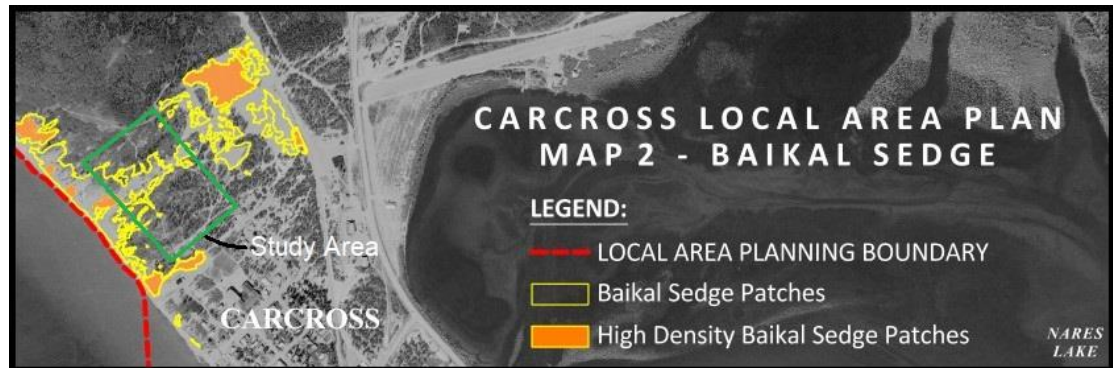 CARCROSS LOCAL AREA PLAN
MAP 2 - BAIKAL SEDGE
LEGEND:
LOCAL AREA PLANNING BOUNDARY
Baikal Sedge Patches
High Density Baikal Sedge Patches
Study Area
CARCROSS
NARES
LAKE